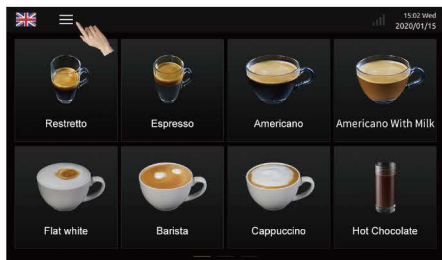 15:02 Wed
2020/01/15
Restretto
Espresso
Americano
Americano With Milk
Flat white
Barista
Cappuccino
Hot Chocolate